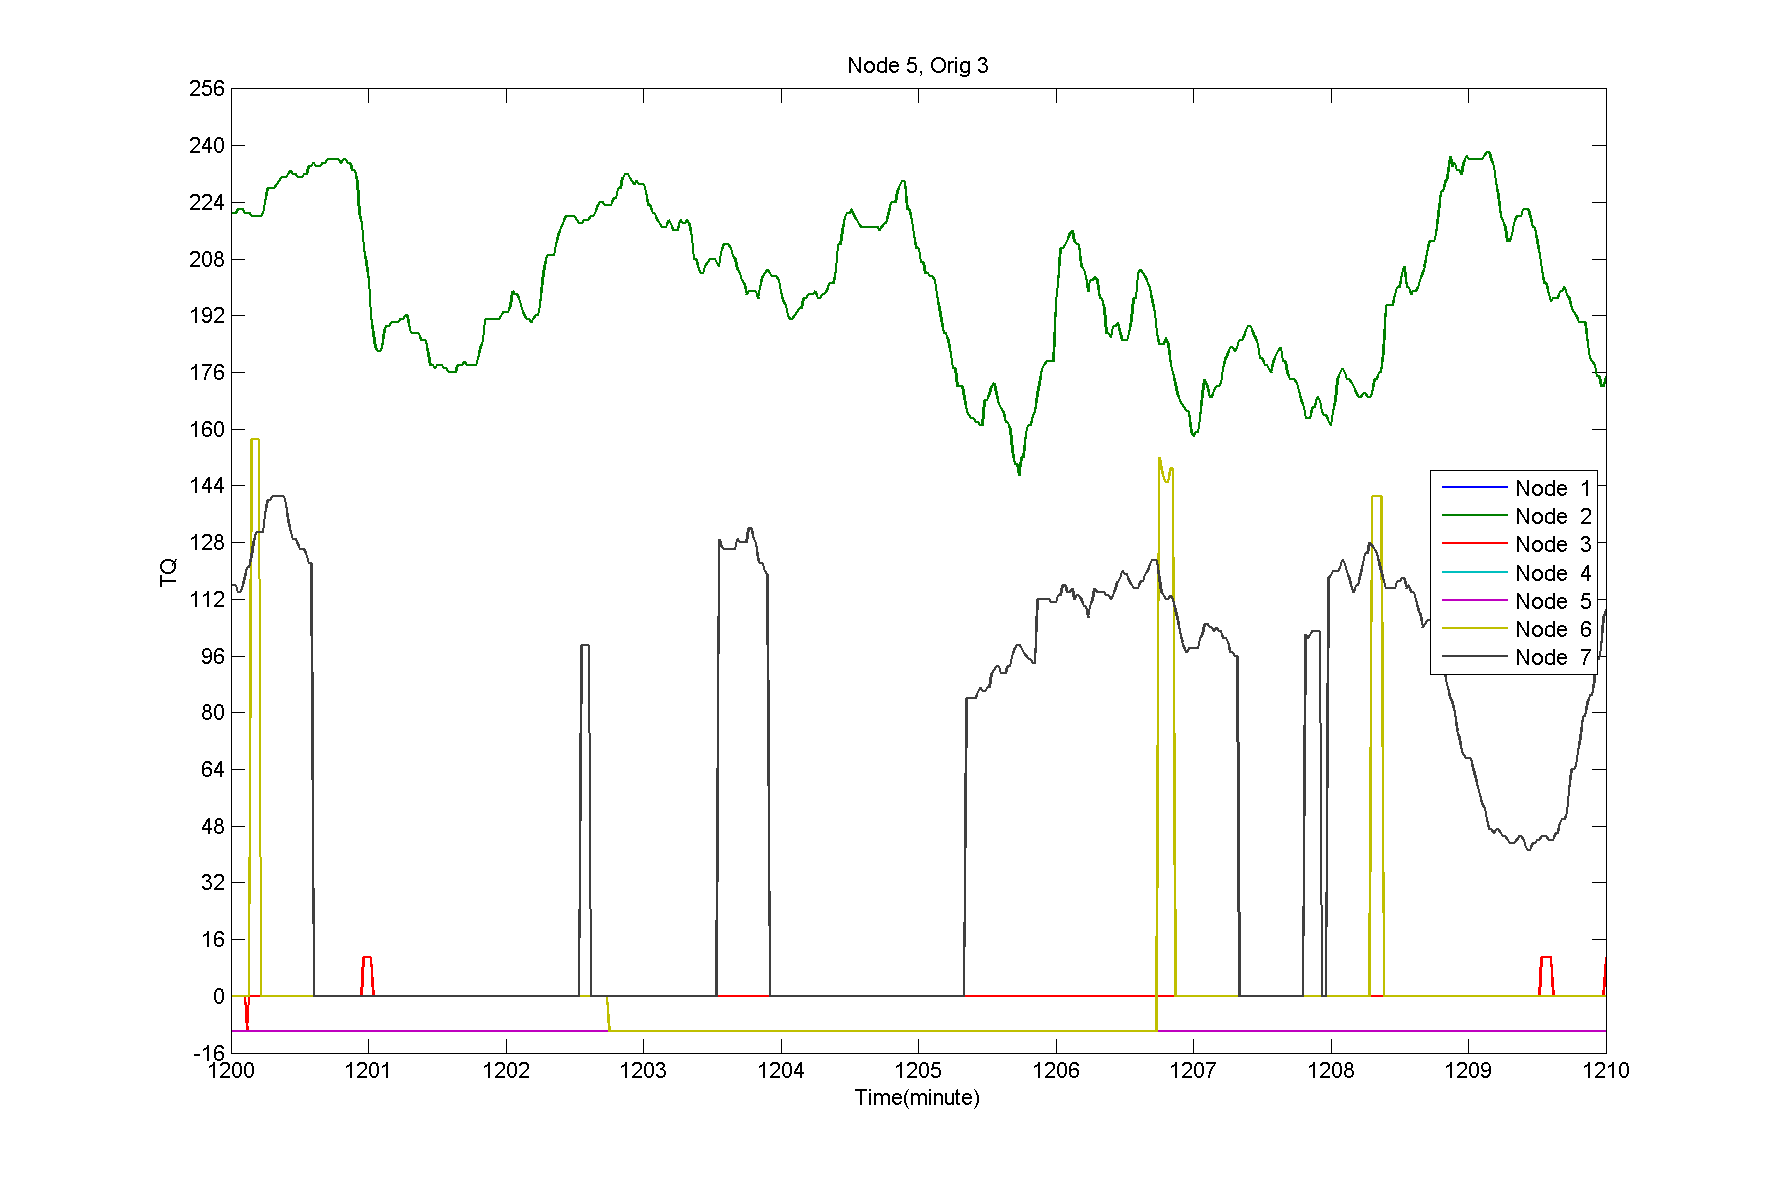 Node 5, Orig 3
256
240
224
208
192
176
160
144
128
112
96
80
64
48
32
16
0
-16
TQ
Node 1
Node 2
Node 3
Node 4
Node 5
Node 6
Node 7
1200 1201 1202 1203 1204 1205 1206 1207 1208 1209 1210
Time(minute)